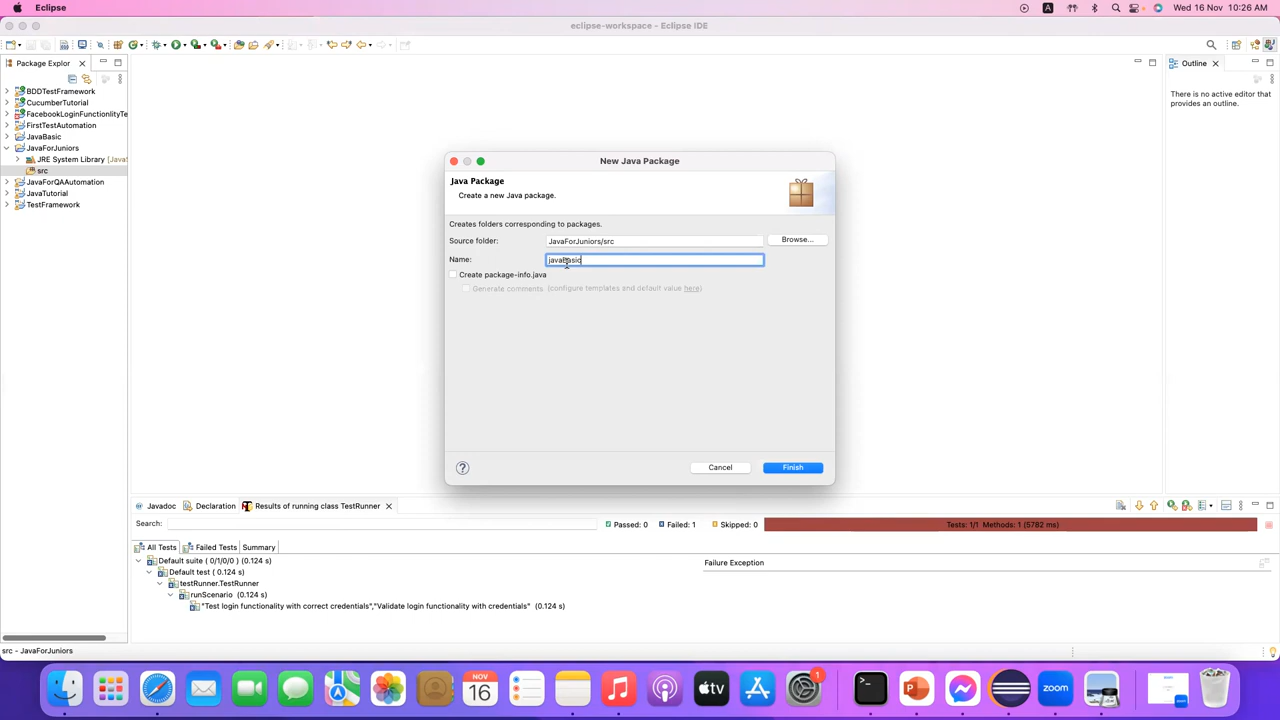 Eclipse
Wed 16 Nov 10:26 AM
eclipse-workspace - Eclipse IDE
Package Explor
Outline
BDDTestFramework
CucumberTutorial
FacebookLoginFunctionlityTe
FirstTestAutomation
JavaBasic
JavaForJuniors
JRE System Library [JavaS
src
JavaForQAAutomation
JavaTutorial
TestFramework
There is no active editor that
provides an outline.
New Java Package
Java Package
Create a new Java package.
Creates folders corresponding to packages.
Source folder: JavaForJuniors/src Browse...
Name: javaBasic
Create package-info.java
Generate comments (configure templates and default value here)
? Cancel Finish
Javadoc Declaration Results of running class TestRunner
Search: Passed: 0 Failed: 1 Skipped: 0 Tests: 1/1 Methods: 1 (5782 ms)
All Tests Failed Tests Summary
Default suite ( 0/1/0/0 ) (0.124 s)
Default test ( 0.124 s)
testRunner.TestRunner
runScenario
"Test login functionality with correct credentials","Validate login functionality with credentials" (0.124 s)
Failure Exception
src - JavaForJuniors
NOV
16
tv
1
zoom